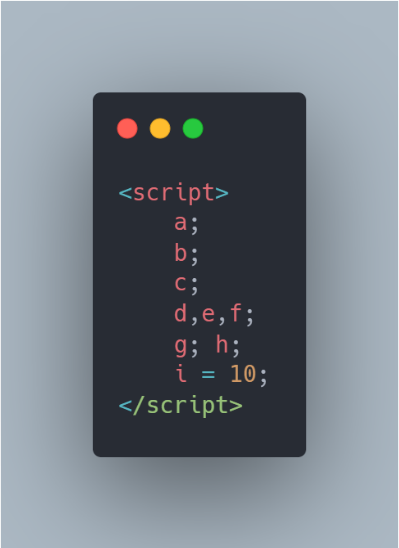 <script>
a;
b;
c;
d,e,f;
g; h;
i = 10;
</script>